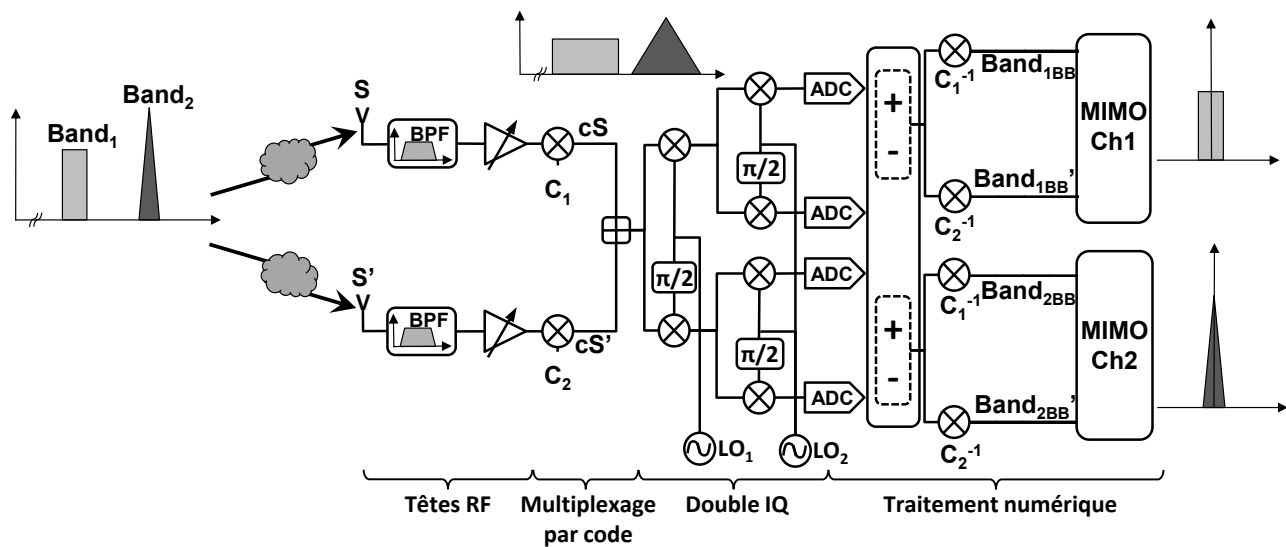 S
Band₂
Band₁
BPF
cS
C₁
S'
BPF
cS'
C₂
π/2
π/2
π/2
LO₁
LO₂
ADC
ADC
ADC
ADC
+
-
+
-
C₁⁻¹
Band₁BB
C₂⁻¹
Band₁BB'
MIMO
Ch1
C₁⁻¹
Band₂BB
C₂⁻¹
Band₂BB'
MIMO
Ch2
Têtes RF
Multiplexage
par code
Double IQ
Traitement numérique